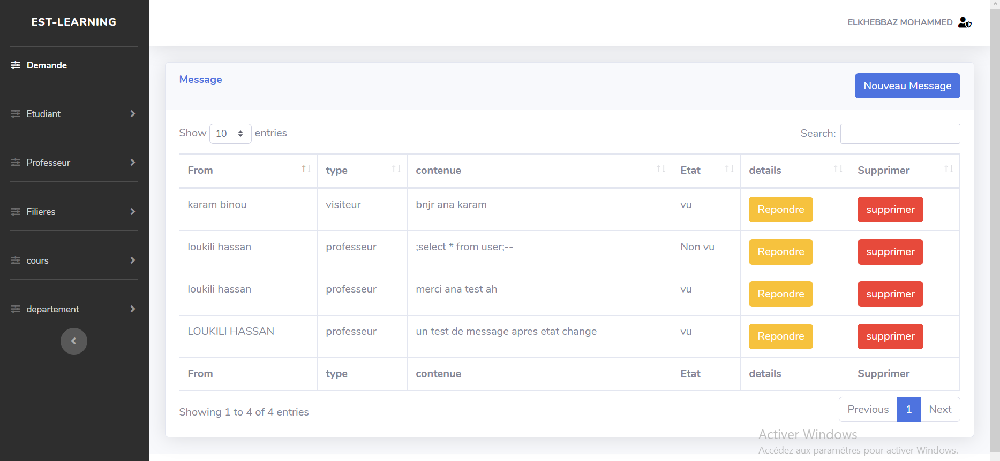 EST-LEARNING
ELKHEBBAZ MOHAMMED
Demande
Etudiant
Professeur
Filieres
cours
departement
Message
Nouveau Message
Show 10 entries
Search:
From type contenue Etat details Supprimer
karam binou visiteur bnjr ana karam vu Repondre supprimer
loukili hassan professeur ;select * from user;-- Non vu Repondre supprimer
loukili hassan professeur merci ana test ah vu Repondre supprimer
LOUKILI HASSAN professeur un test de message apres etat change vu Repondre supprimer
From type contenue Etat details Supprimer
Showing 1 to 4 of 4 entries
Previous 1 Next
Activer Windows
Accédez aux paramètres pour activer Windows.